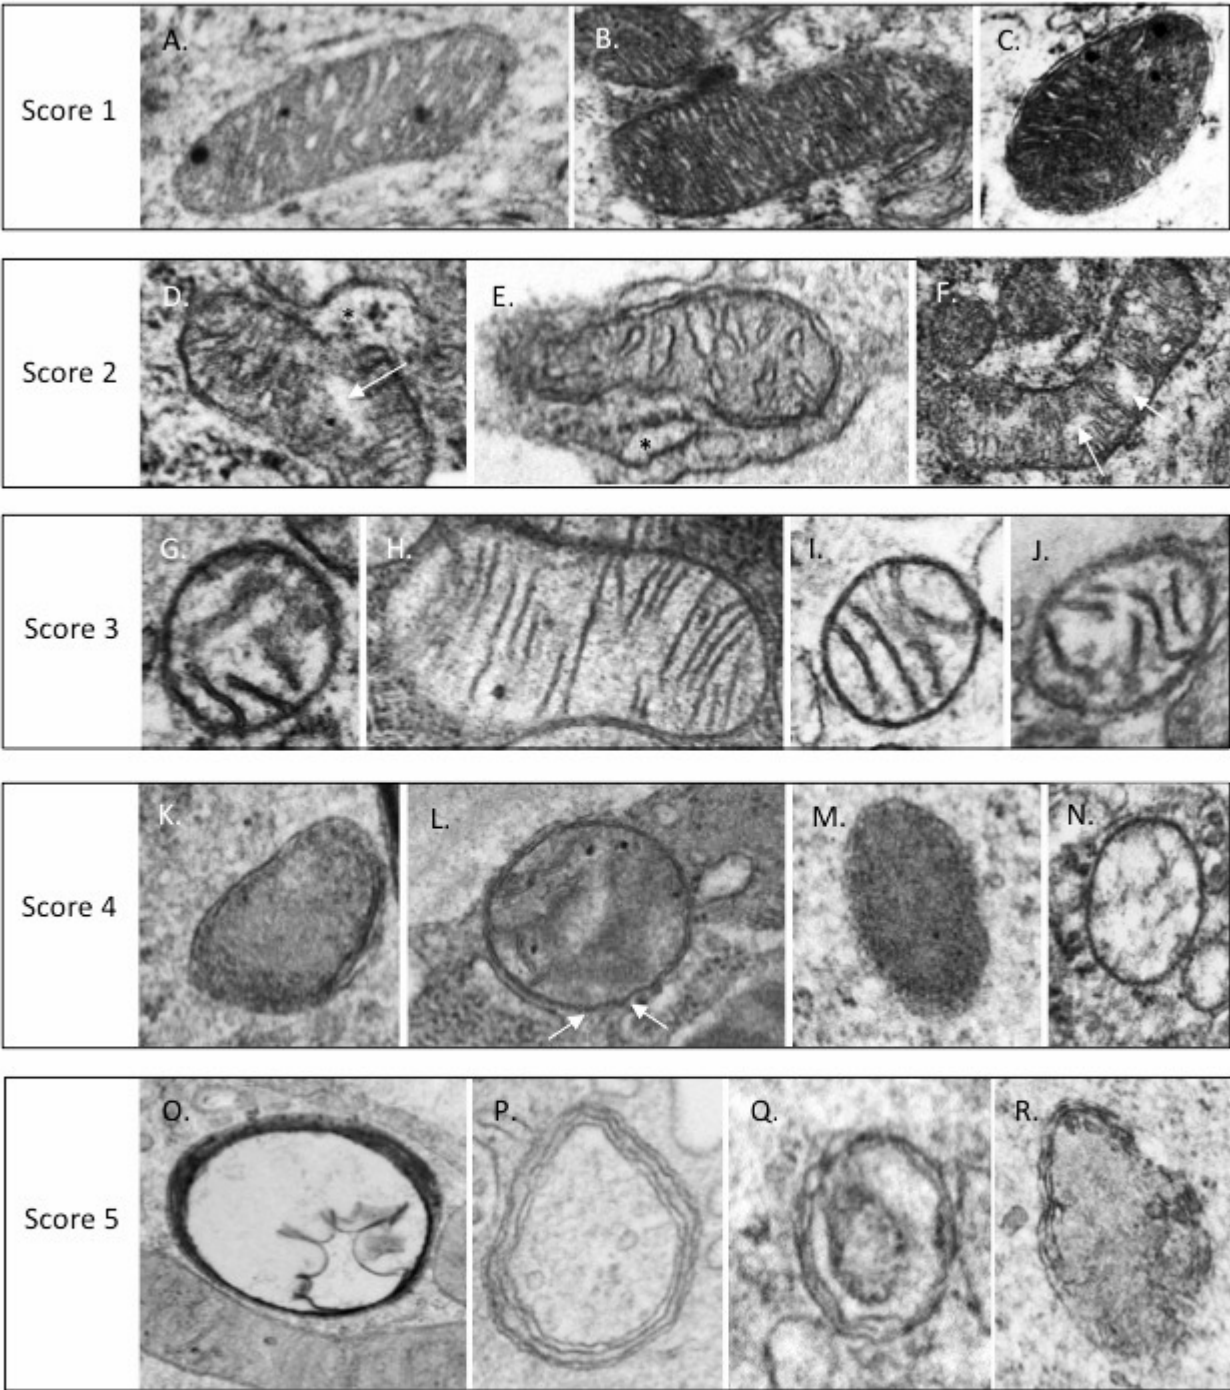 Score 1
A.
B.
C.
Score 2
D.
*
E.
*
F.
Score 3
G.
H.
I.
J.
Score 4
K.
L.
M.
N.
Score 5
O.
P.
Q.
R.